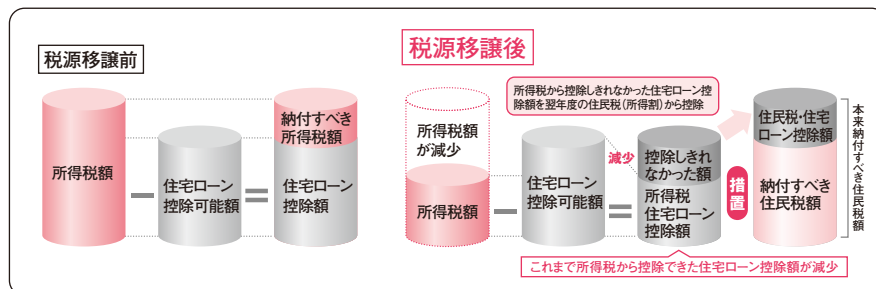 税源移譲前
所得税額
住宅ローン
控除可能額
納付すべき
所得税額
住宅ローン
控除額
税源移譲後
所得税額
が減少
所得税額
住宅ローン
控除可能額
所得税から控除しきれなかった住宅ローン控
除額を翌年度の住民税(所得割)から控除
減少
控除しきれ
なかった額
所得税
住宅ローン
控除額
措置
住民税・住宅
ローン控除額
納付すべき
住民税額
本来納付すべき住民税額
これまで所得税から控除できた住宅ローン控除額が減少